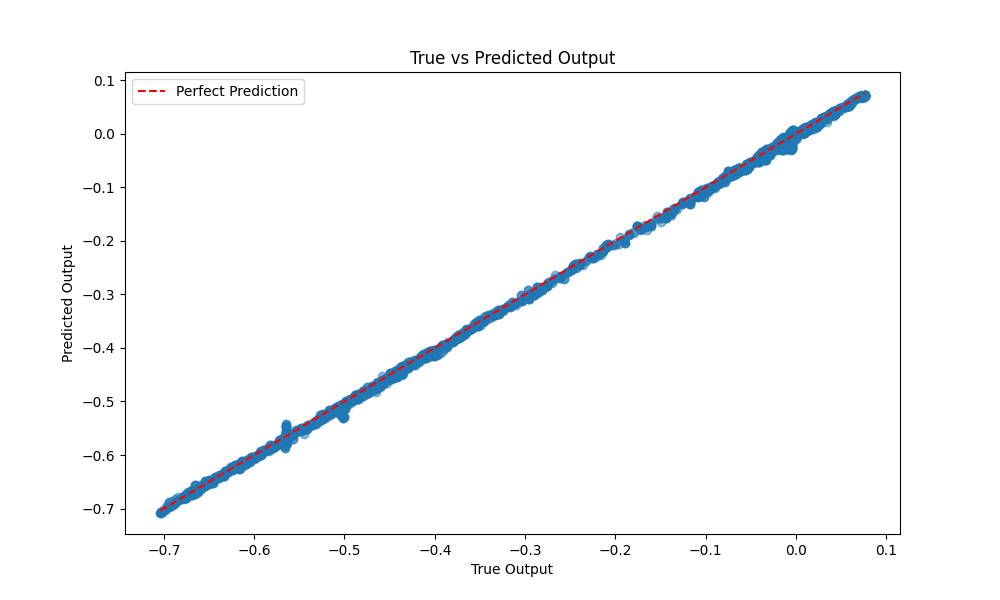 True vs Predicted Output
Perfect Prediction
0.1
0.0
−0.1
−0.2
−0.3
−0.4
−0.5
−0.6
−0.7
Predicted Output
−0.7 −0.6 −0.5 −0.4 −0.3 −0.2 −0.1 0.0 0.1
True Output